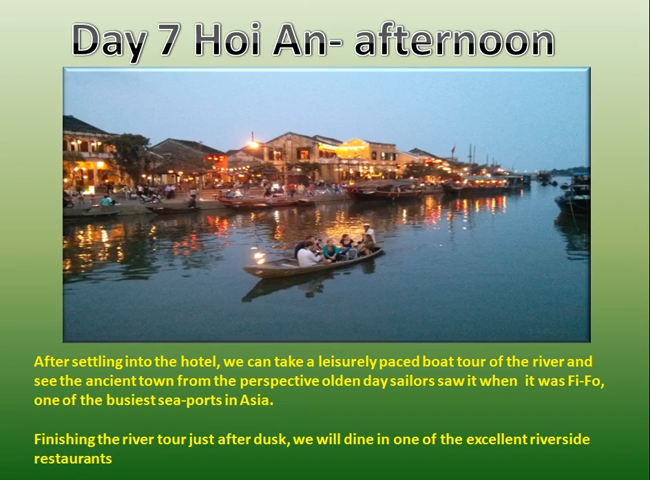 Day 7 Hoi An- afternoon
After settling into the hotel, we can take a leisurely paced boat tour of the river and
see the ancient town from the perspective olden day sailors saw it when  it was Fi-Fo,
one of the busiest sea-ports in Asia.
Finishing the river tour just after dusk, we will dine in one of the excellent riverside
restaurants